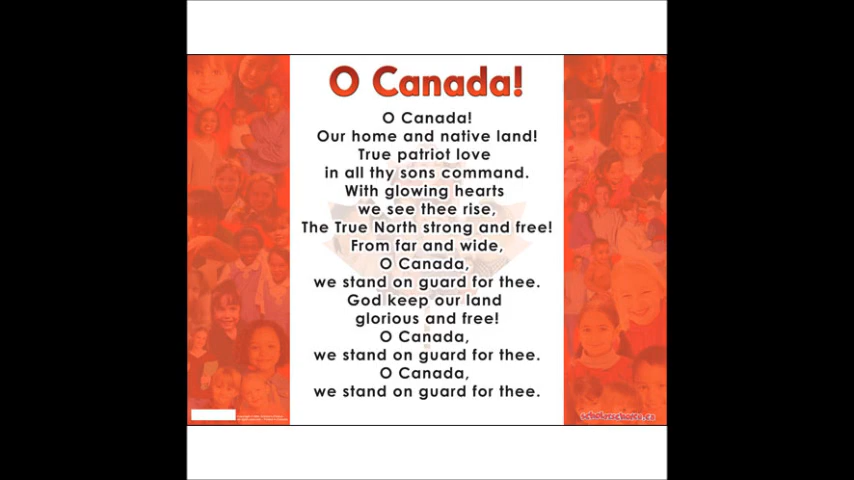 O Canada!
O Canada!
Our home and native land!
True patriot love
in all thy sons command.
With glowing hearts
we see thee rise,
The True North strong and free!
From far and wide,
O Canada,
we stand on guard for thee.
God keep our land
glorious and free!
O Canada,
we stand on guard for thee.
O Canada,
we stand on guard for thee.
scholarschoice.ca